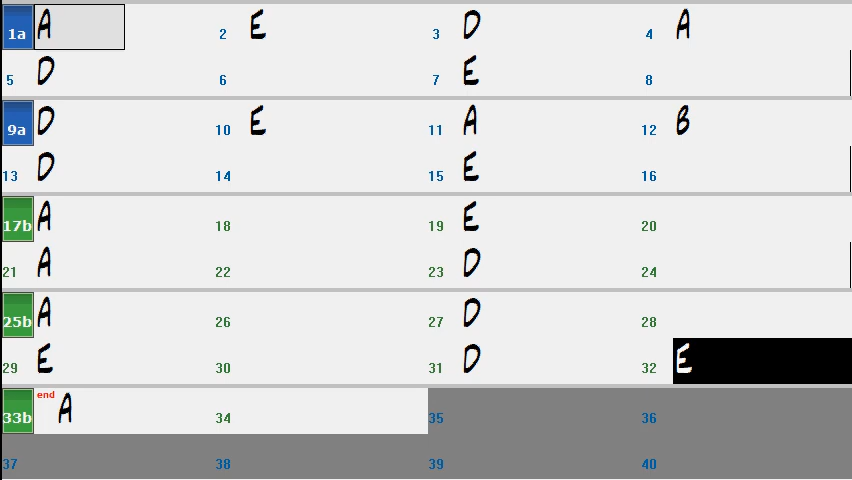 1a A 2 E 3 D 4 A
5 D 6 7 E 8
9a D 10 E 11 A 12 B
13 D 14 15 E 16
17b A 18 19 E 20
21 A 22 23 D 24
25b A 26 27 D 28
29 E 30 31 D 32 E
33b end A 34 35 36
37 38 39 40